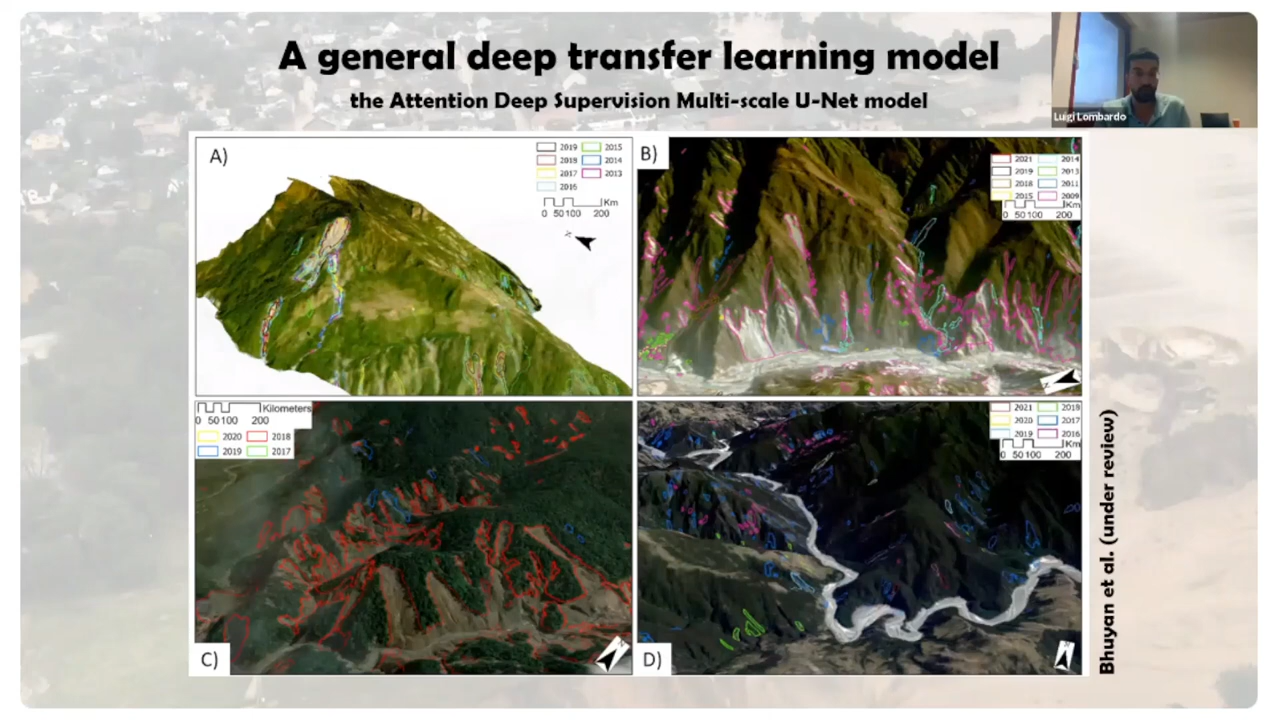 A general deep transfer learning model
the Attention Deep Supervision Multi-scale U-Net model
Luigi Lombardo
A)
2019 2015
2018 2014
2017 2013
2016
Km
0 50 100 200
B)
2021 2014
2019 2013
2018 2011
2015 2009
Km
0 50 100 200
Kilometers
0 50 100 200
2020 2018
2019 2017
C)
2021 2018
2020 2017
2019 2016
Km
0 50 100 200
D)
Bhuyan et al. (under review)